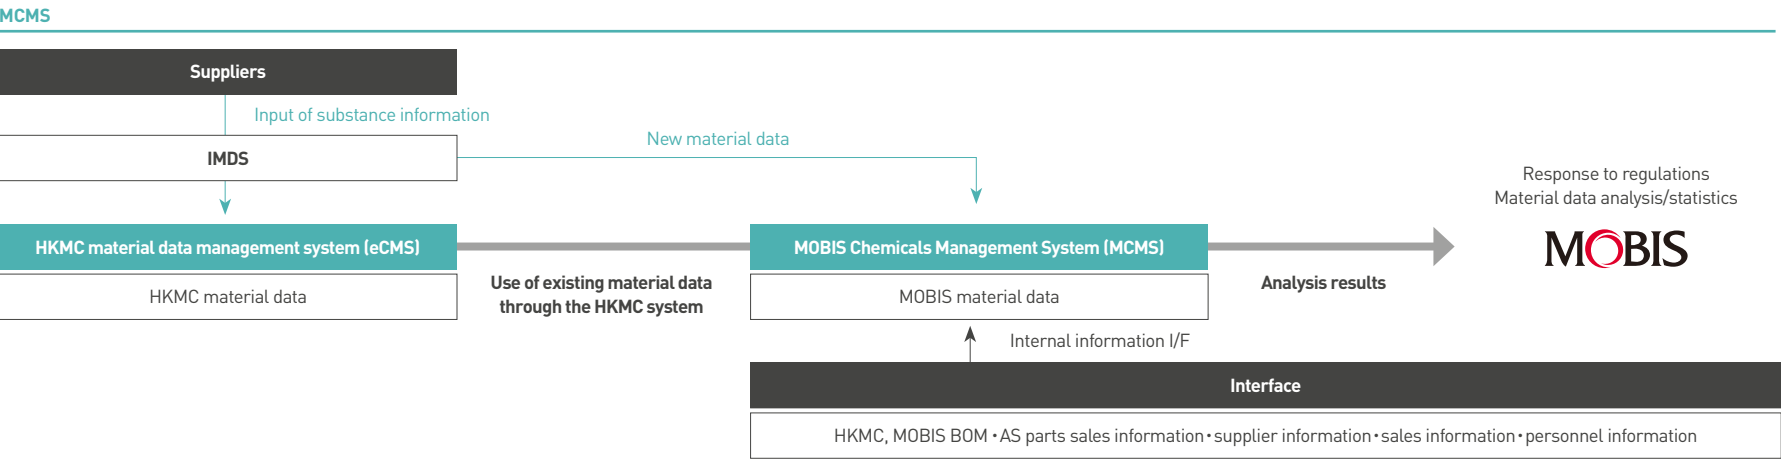 MCMS
Suppliers
Input of substance information
IMDS
New material data
HKMC material data management system (eCMS)
HKMC material data
Use of existing material data
through the HKMC system
MOBIS Chemicals Management System (MCMS)
MOBIS material data
Analysis results
Response to regulations
Material data analysis/statistics
MOBIS
Internal information I/F
Interface
HKMC, MOBIS BOM・AS parts sales information・supplier information・sales information・personnel information